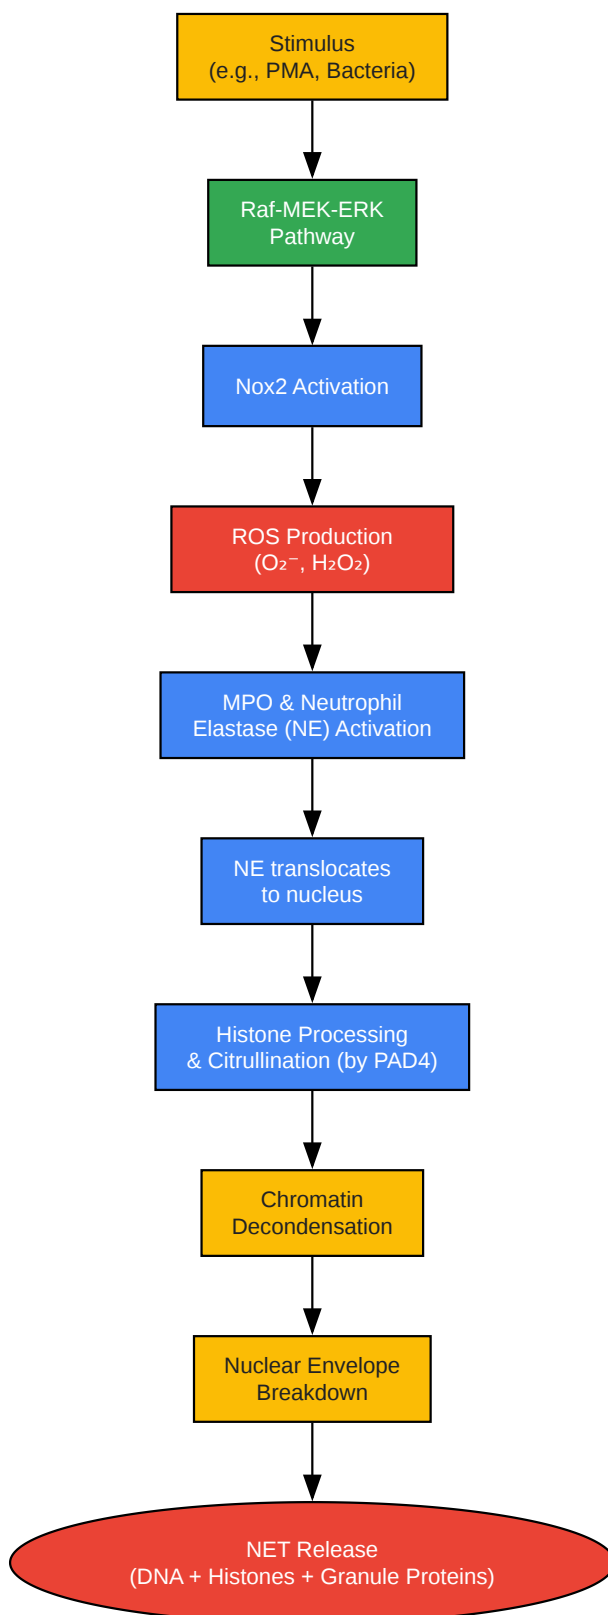 Stimulus
(e.g., PMA, Bacteria)
Raf-MEK-ERK
Pathway
Nox2 Activation
ROS Production
(O₂⁻, H₂O₂)
MPO & Neutrophil
Elastase (NE) Activation
NE translocates
to nucleus
Histone Processing
& Citrullination (by PAD4)
Chromatin
Decondensation
Nuclear Envelope
Breakdown
NET Release
(DNA + Histones + Granule Proteins)